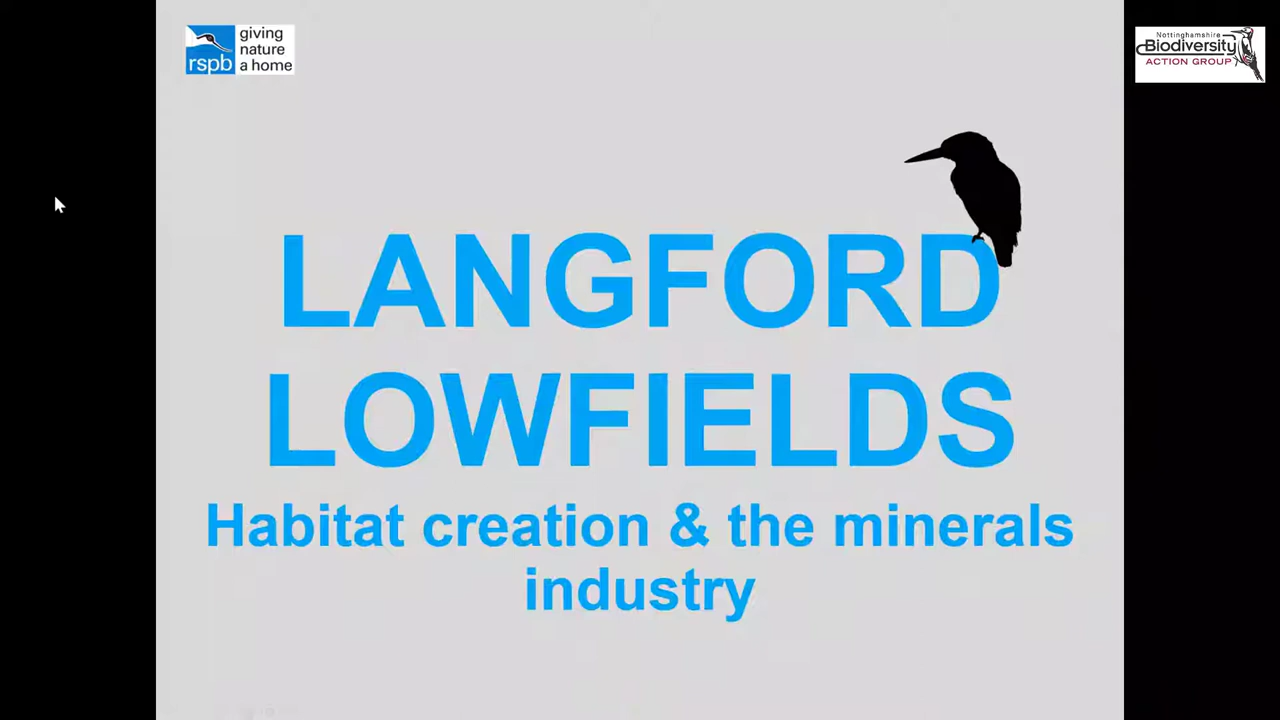 giving
nature
a home
rspb
Nottinghamshire
Biodiversity
ACTION GROUP
LANGFORD
LOWFIELDS
Habitat creation & the minerals
industry